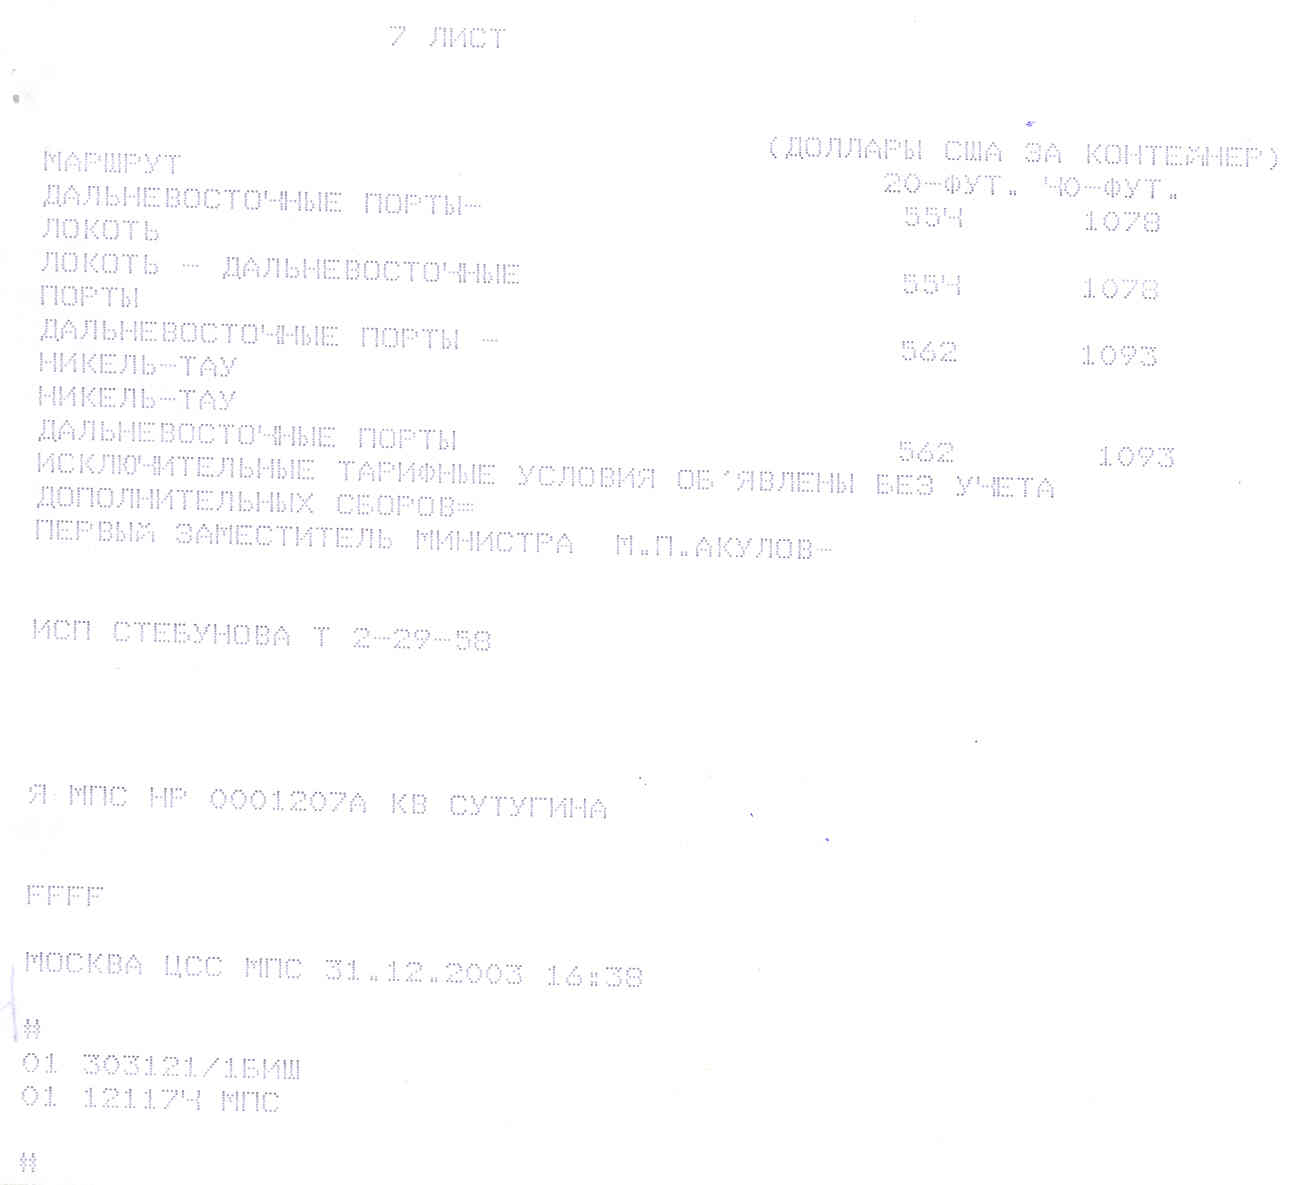 7 ЛИСТ
(ДОЛЛАРЫ США ЗА КОНТЕЙНЕР)
МАРШРУТ 20-ФУТ. 40-ФУТ.
ДАЛЬНЕВОСТОЧНЫЕ ПОРТЫ- 554 1078
ЛОКОТЬ
ЛОКОТЬ - ДАЛЬНЕВОСТОЧНЫЕ 554 1078
ПОРТЫ
ДАЛЬНЕВОСТОЧНЫЕ ПОРТЫ - 562 1093
НИКЕЛЬ-ТАУ
НИКЕЛЬ-ТАУ
ДАЛЬНЕВОСТОЧНЫЕ ПОРТЫ 562 1093
ИСКЛЮЧИТЕЛЬНЫЕ ТАРИФНЫЕ УСЛОВИЯ ОБ'ЯВЛЕНЫ БЕЗ УЧЕТА
ДОПОЛНИТЕЛЬНЫХ СБОРОВ=
ПЕРВЫЙ ЗАМЕСТИТЕЛЬ МИНИСТРА М.П.АКУЛОВ-
ИСП СТЕБУНОВА Т 2-29-58
Я МПС НР 0001207А КВ СУТУГИНА
FFFF
МОСКВА ЦСС МПС 31.12.2003 16:38
#
01 303121/1БИШ
01 121174 МПС
#